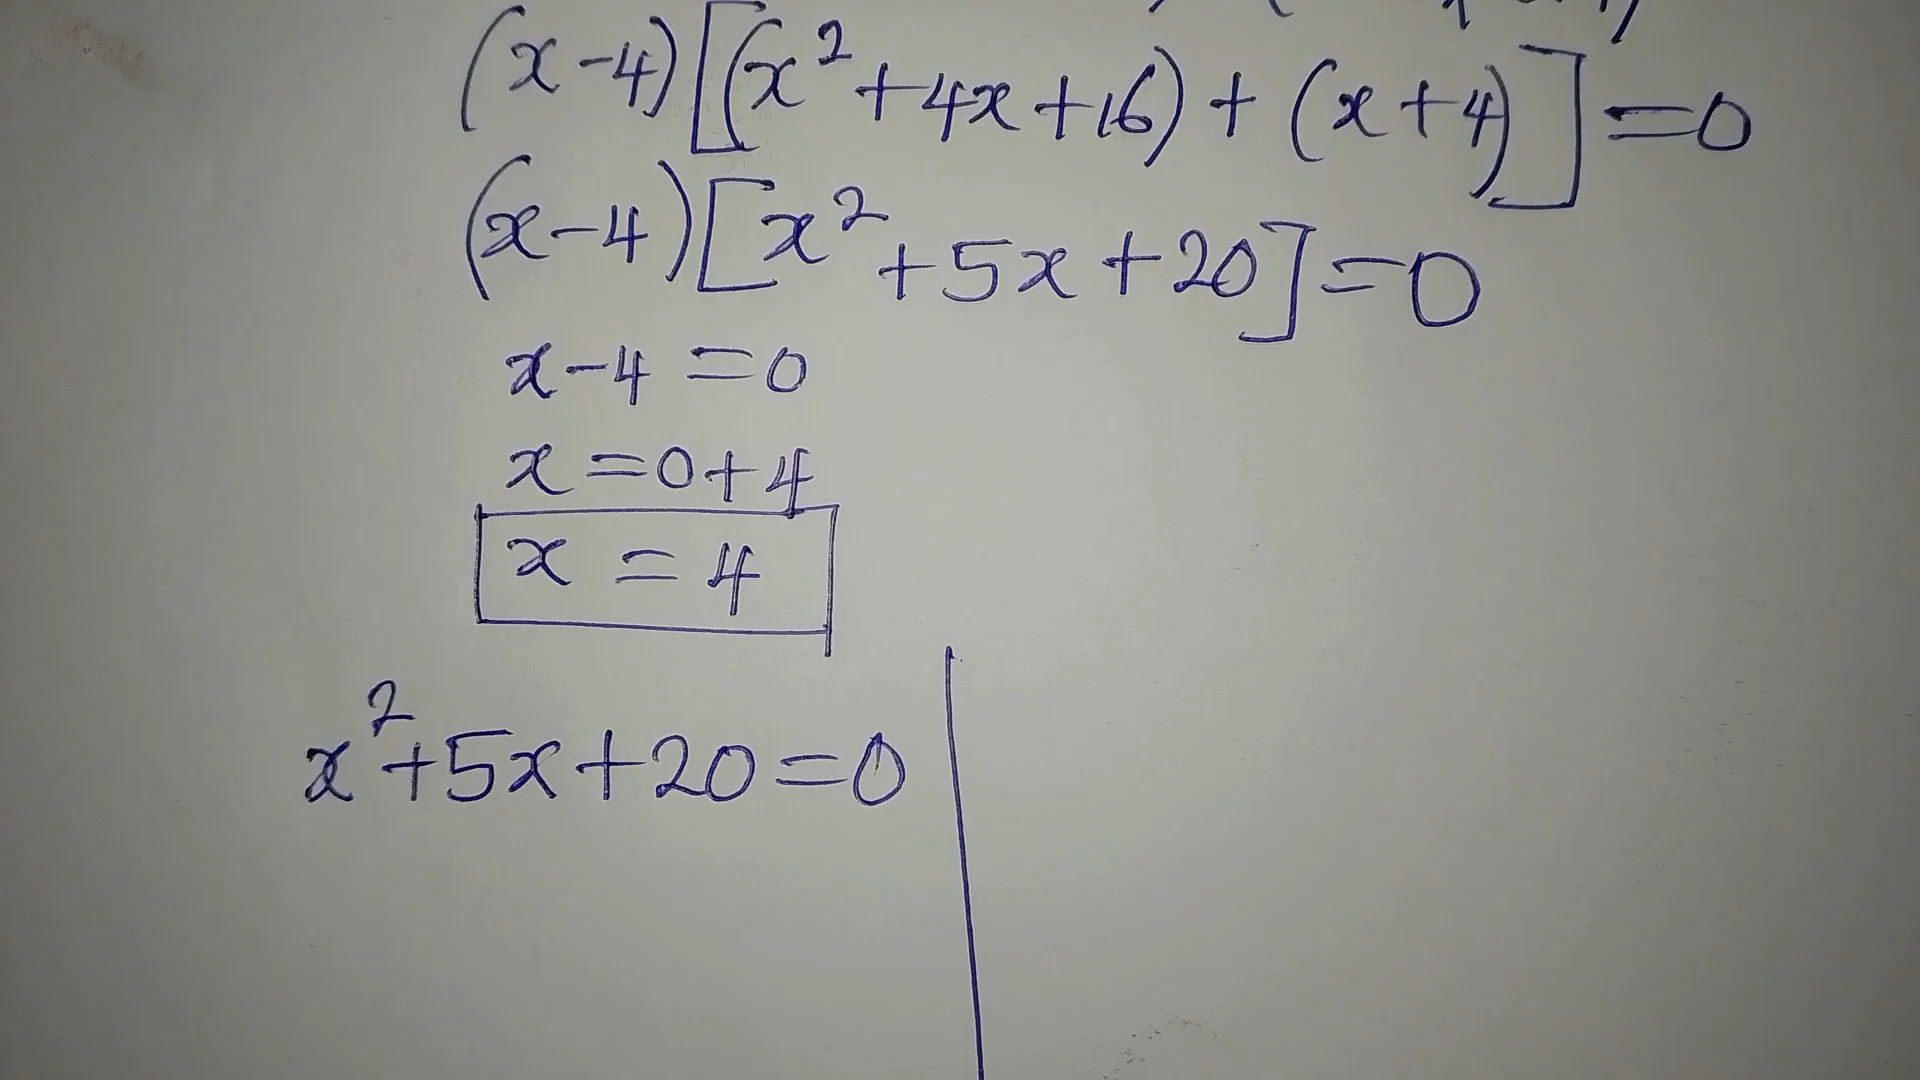 (x-4)[(x²+4x+16)+(x+4)]=0
(x-4)[x²+5x+20]=0
x-4=0
x=0+4
x=4
x²+5x+20=0